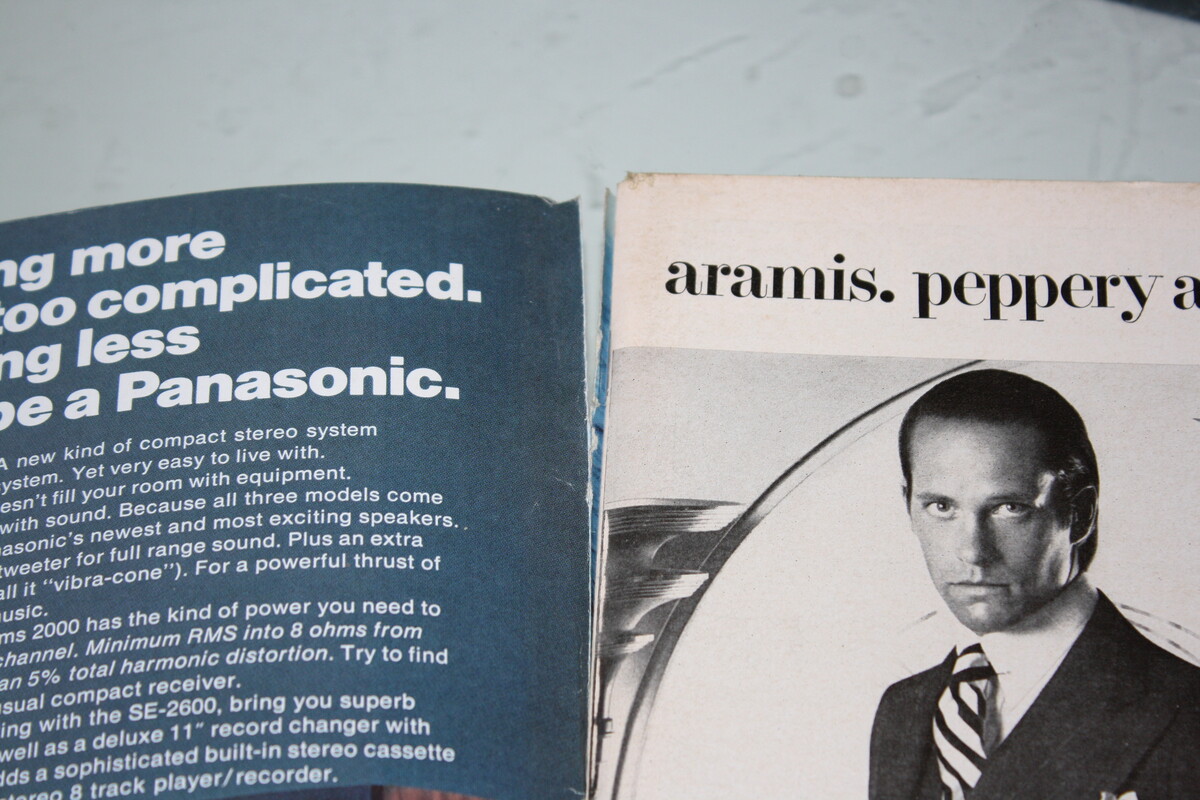 ng more
too complicated.
ng less
be a Panasonic.
A new kind of compact stereo system
ystem. Yet very easy to live with.
esn't fill your room with equipment.
with sound. Because all three models come
nasonic's newest and most exciting speakers.
tweeter for full range sound. Plus an extra
all it "vibra-cone"). For a powerful thrust of
usic.
ms 2000 has the kind of power you need to
channel. Minimum RMS into 8 ohms from
an 5% total harmonic distortion. Try to find
sual compact receiver.
ing with the SE-2600, bring you superb
well as a deluxe 11" record changer with
dds a sophisticated built-in stereo cassette
stereo 8 track player/recorder.
aramis. peppery a